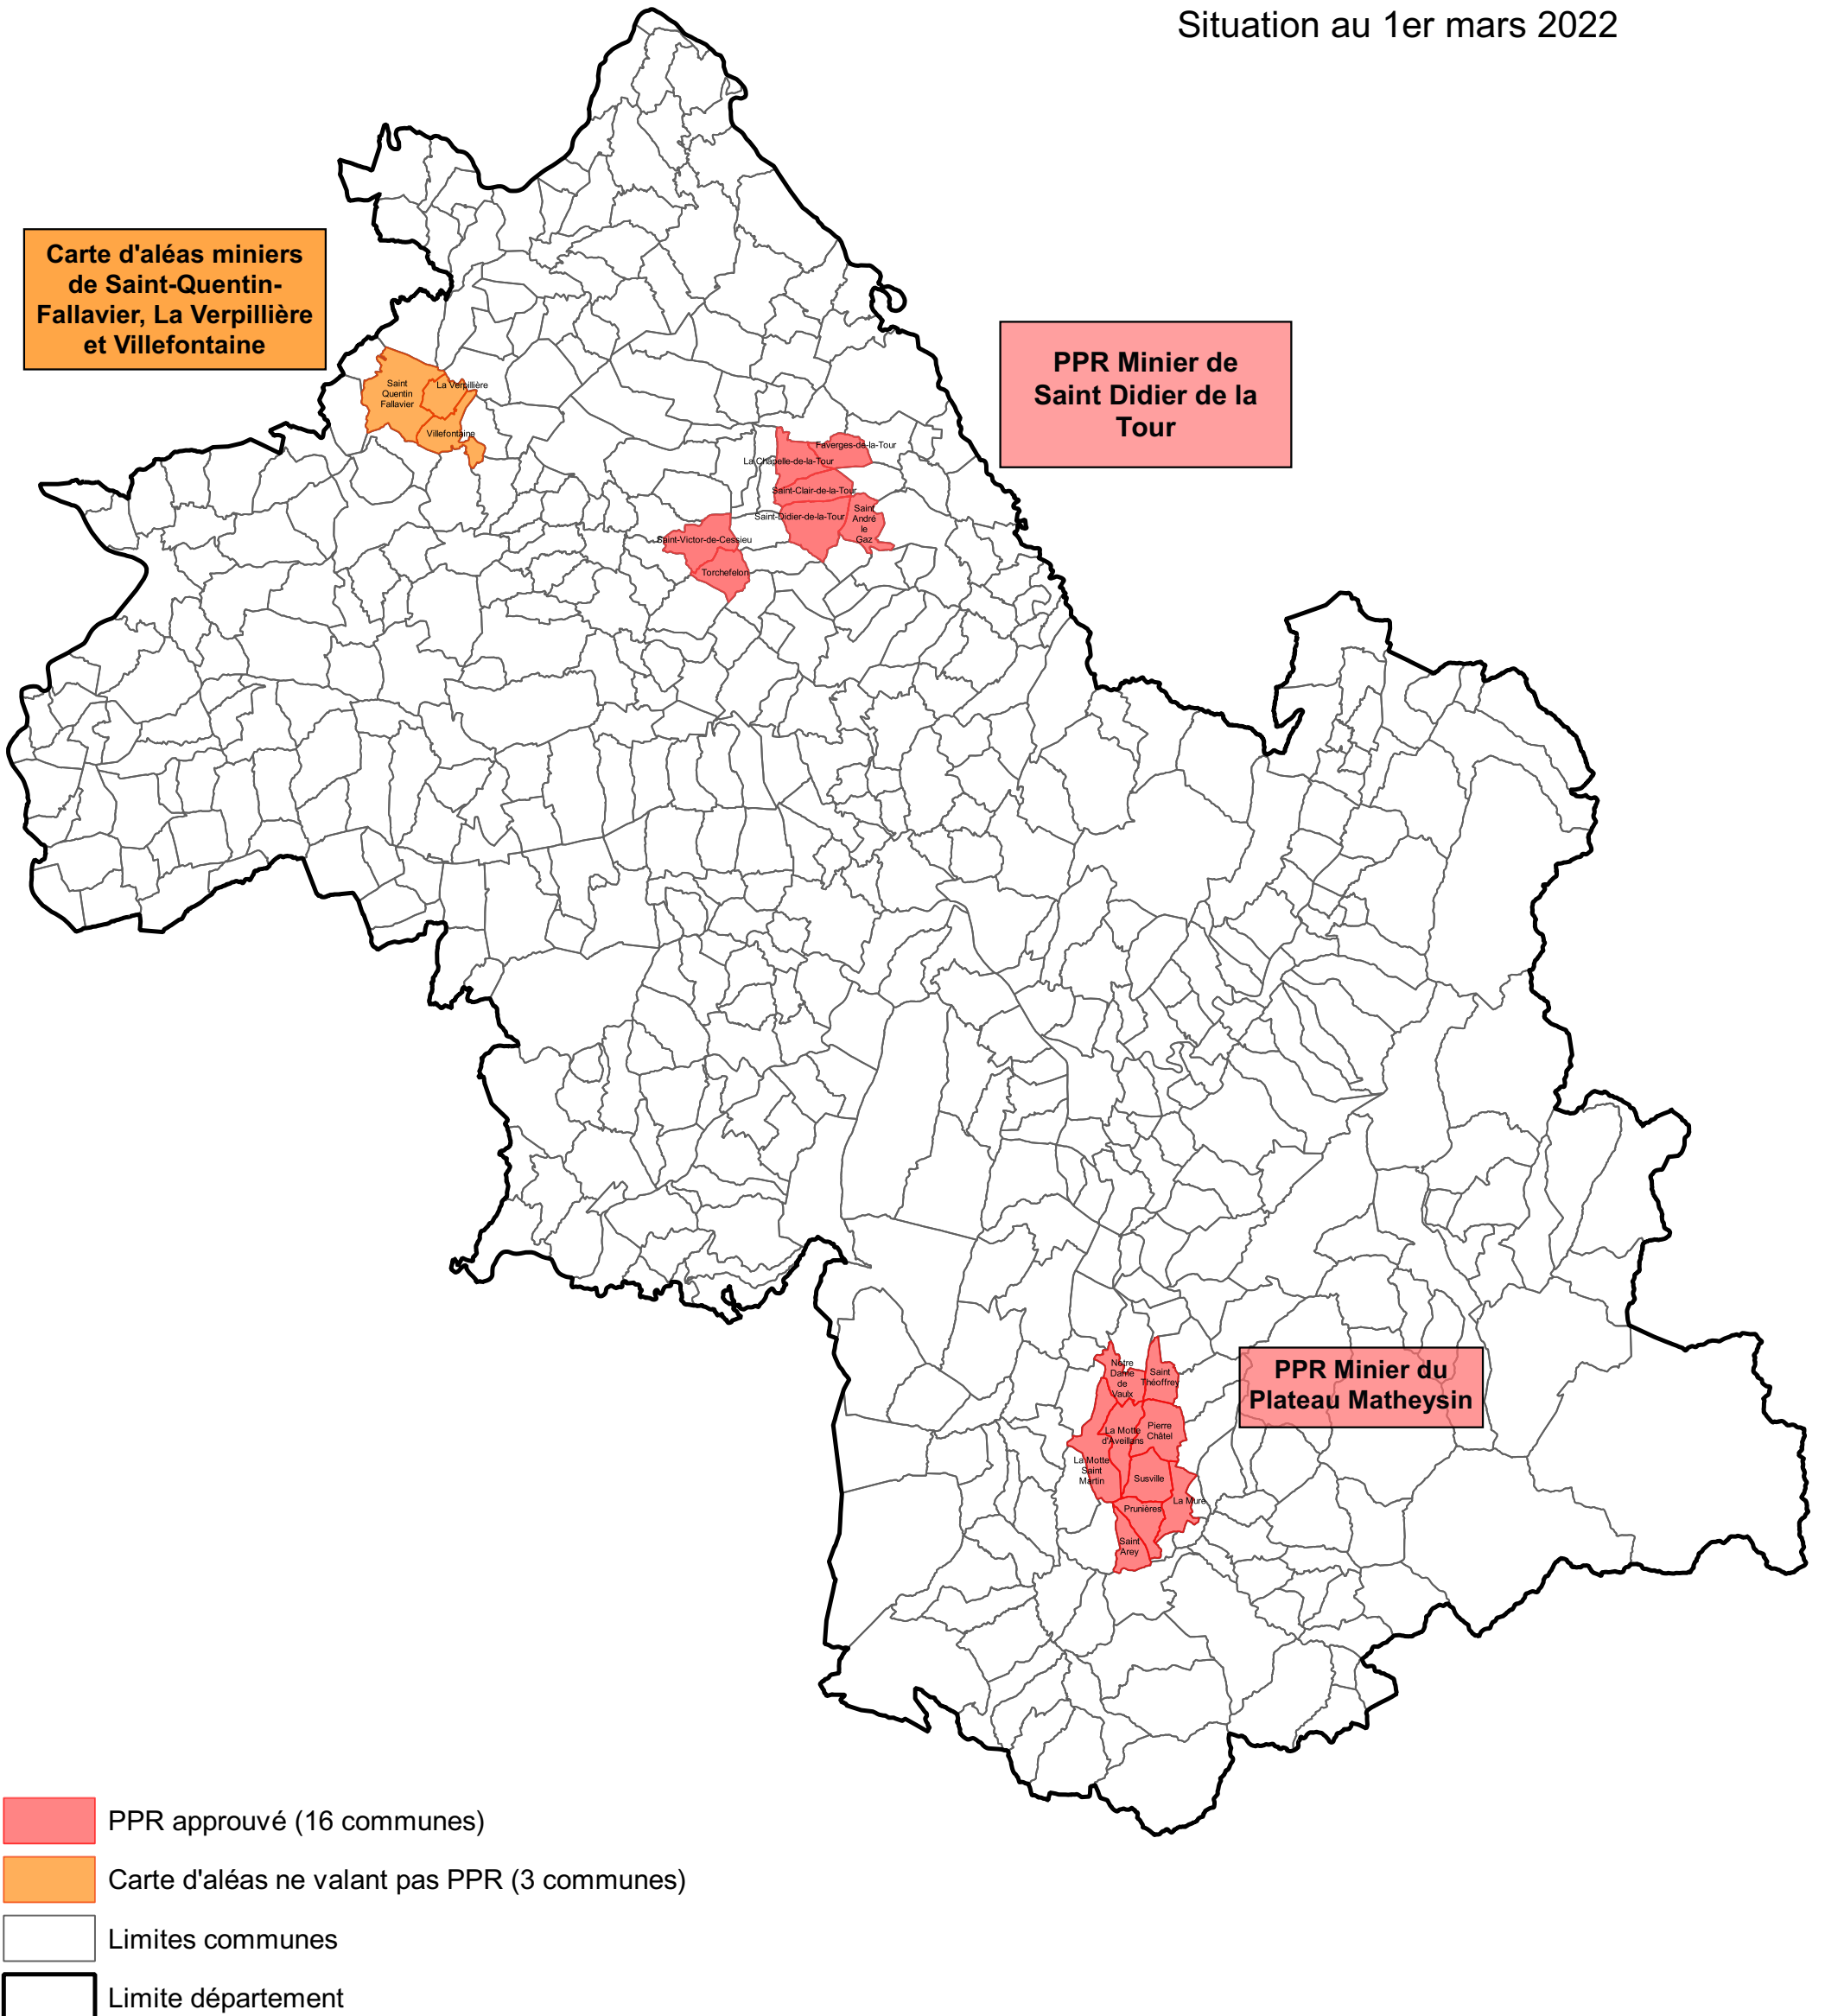 Situation au 1er mars 2022
Carte d'aléas miniers
de Saint-Quentin-
Fallavier, La Verpillière
et Villefontaine
PPR Minier de
Saint Didier de la
Tour
Saint
Quentin
Fallavier
La Verpillière
Villefontaine
Faverges-de-la-Tour
La Chapelle-de-la-Tour
Saint-Clair-de-la-Tour
Saint-Didier-de-la-Tour
Saint
André
le
Gaz
Saint-Victor-de-Cessieu
Torchefelon
PPR Minier du
Plateau Matheysin
Notre
Dame
de
Vaulx
Saint
Théoffrey
La Motte
d'Aveillans
Pierre
Châtel
La Motte
Saint
Martin
Susville
La Mure
Prunières
Saint
Arey
PPR approuvé (16 communes)
Carte d'aléas ne valant pas PPR (3 communes)
Limites communes
Limite département